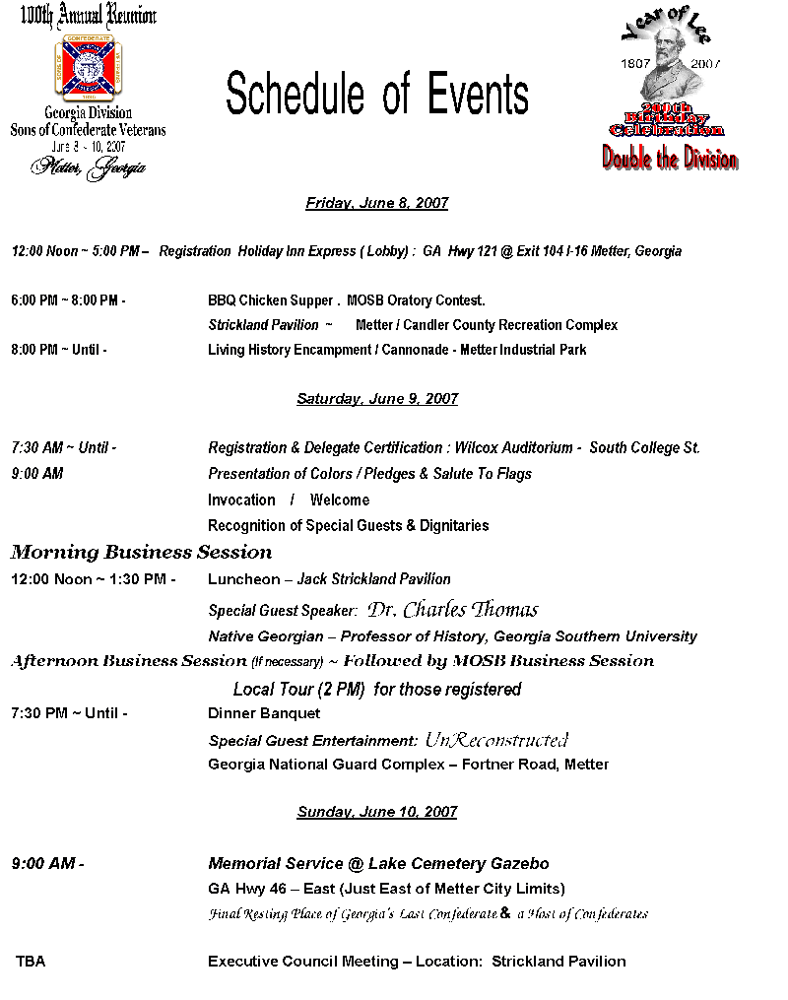 100th Annual Reunion
SONS OF CONFEDERATE VETERANS
1896
Georgia Division
Sons of Confederate Veterans
June 8 - 10, 2007
Metter, Georgia
Schedule of Events
Year of Lee
1807 2007
200th
Birthday
Celebration
Double the Division
Friday, June 8, 2007
12:00 Noon ~ 5:00 PM – Registration Holiday Inn Express ( Lobby) : GA Hwy 121 @ Exit 104 I-16 Metter, Georgia
6:00 PM ~ 8:00 PM - BBQ Chicken Supper . MOSB Oratory Contest.
Strickland Pavilion ~ Metter / Candler County Recreation Complex
8:00 PM ~ Until - Living History Encampment / Cannonade - Metter Industrial Park
Saturday, June 9, 2007
7:30 AM ~ Until - Registration & Delegate Certification : Wilcox Auditorium - South College St.
9:00 AM Presentation of Colors / Pledges & Salute To Flags
Invocation / Welcome
Recognition of Special Guests & Dignitaries
Morning Business Session
12:00 Noon ~ 1:30 PM - Luncheon – Jack Strickland Pavilion
Special Guest Speaker: Dr. Charles Thomas
Native Georgian – Professor of History, Georgia Southern University
Afternoon Business Session (If necessary) ~ Followed by MOSB Business Session
Local Tour (2 PM) for those registered
7:30 PM ~ Until - Dinner Banquet
Special Guest Entertainment: UnReconstructed
Georgia National Guard Complex – Fortner Road, Metter
Sunday, June 10, 2007
9:00 AM - Memorial Service @ Lake Cemetery Gazebo
GA Hwy 46 – East (Just East of Metter City Limits)
Final Resting Place of Georgia's Last Confederate & a Host of Confederates
TBA Executive Council Meeting – Location: Strickland Pavilion